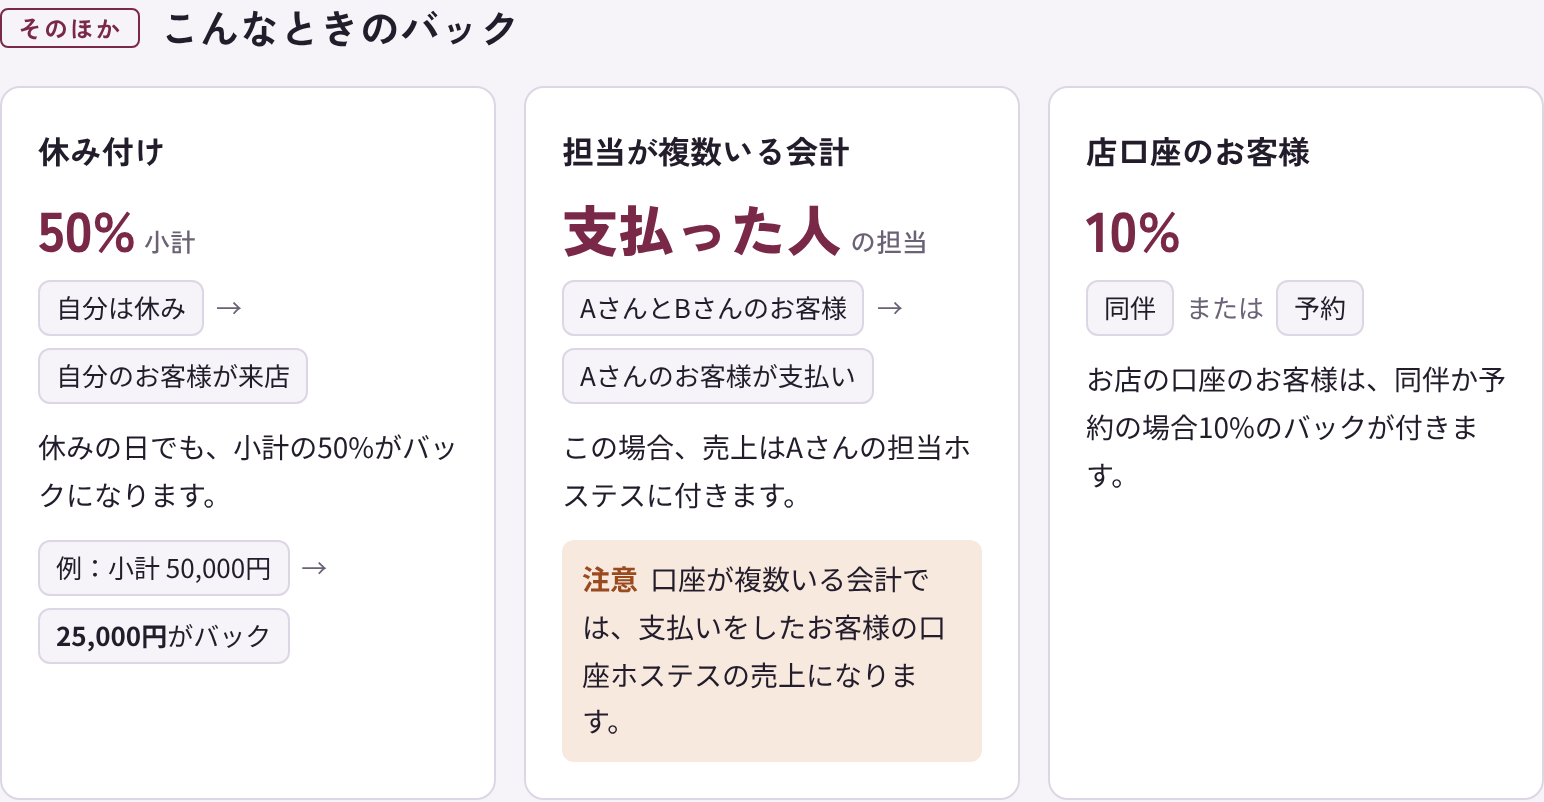 そのほか こんなときのバック
休み付け
50% 小計
自分は休み →
自分のお客様が来店
休みの日でも、小計の50%がバッ
クになります。
例：小計 50,000円 →
25,000円がバック
担当が複数いる会計
支払った人 の担当
AさんとBさんのお客様 →
Aさんのお客様が支払い
この場合、売上はAさんの担当ホ
ステスに付きます。
注意 口座が複数いる会計で
は、支払いをしたお客様の口
座ホステスの売上になりま
す。
店口座のお客様
10%
同伴 または 予約
お店の口座のお客様は、同伴か予
約の場合10%のバックが付きま
す。